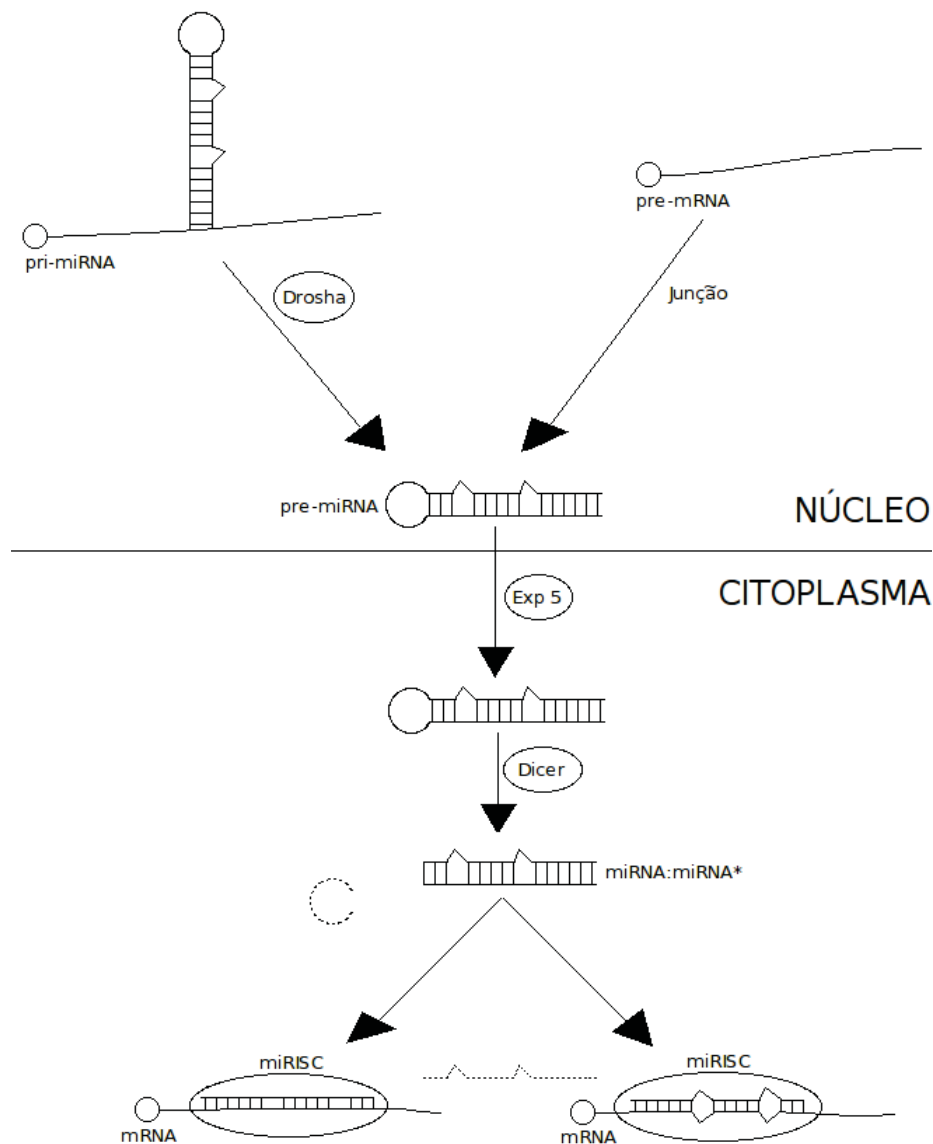 pri-miRNA
pre-mRNA
Drosha
Junção
pre-miRNA
NÚCLEO
CITOPLASMA
Exp 5
Dicer
miRNA:miRNA*
miRISC
miRISC
mRNA
mRNA